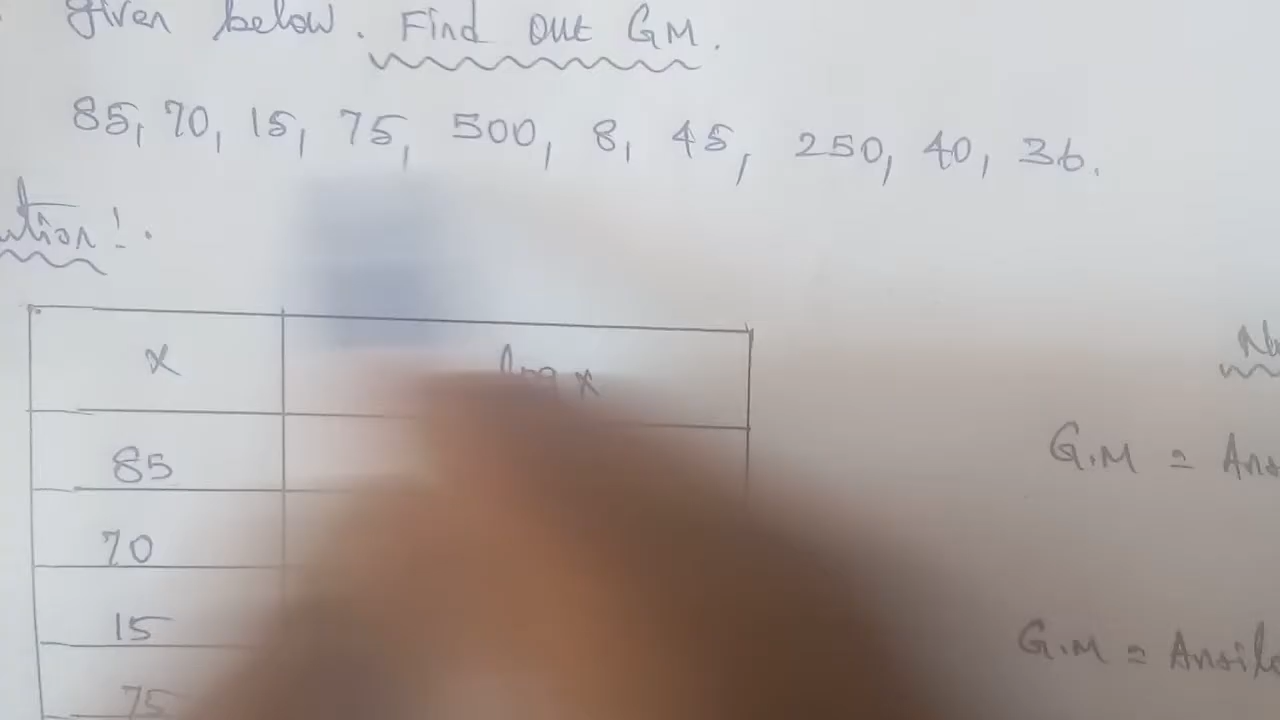 given below. Find out GM.
85, 70, 15, 75, 500, 8, 45, 250, 40, 36.
x log x
85
G.M =
70
15
G.M =
75